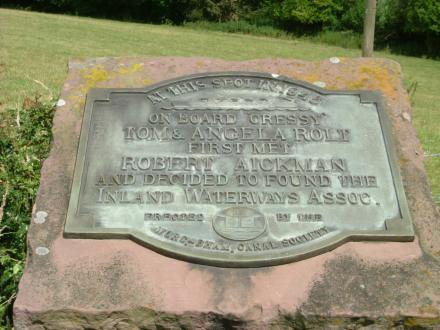 AT THIS SPOT IN 1945
ON BOARD "CRESSY"
TOM & ANGELA ROLT
FIRST MET
ROBERT AICKMAN
AND DECIDED TO FOUND THE
INLAND WATERWAYS ASSOC.
ERECTED BY THE
WORC-B'HAM, CANAL SOCIETY